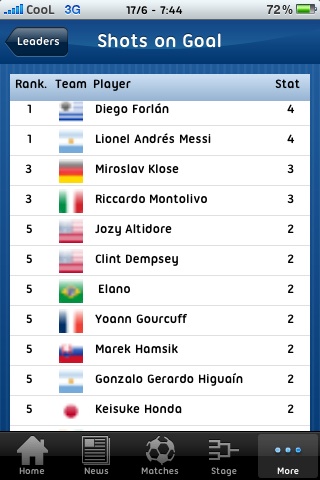 CooL 3G 17/6 - 7:44 72%
Leaders Shots on Goal
Rank. Team Player Stat
1 Diego Forlán 4
1 Lionel Andrés Messi 4
3 Miroslav Klose 3
3 Riccardo Montolivo 3
5 Jozy Altidore 2
5 Clint Dempsey 2
5 Elano 2
5 Yoann Gourcuff 2
5 Marek Hamsik 2
5 Gonzalo Gerardo Higuaín 2
5 Keisuke Honda 2
Home News Matches Stage More